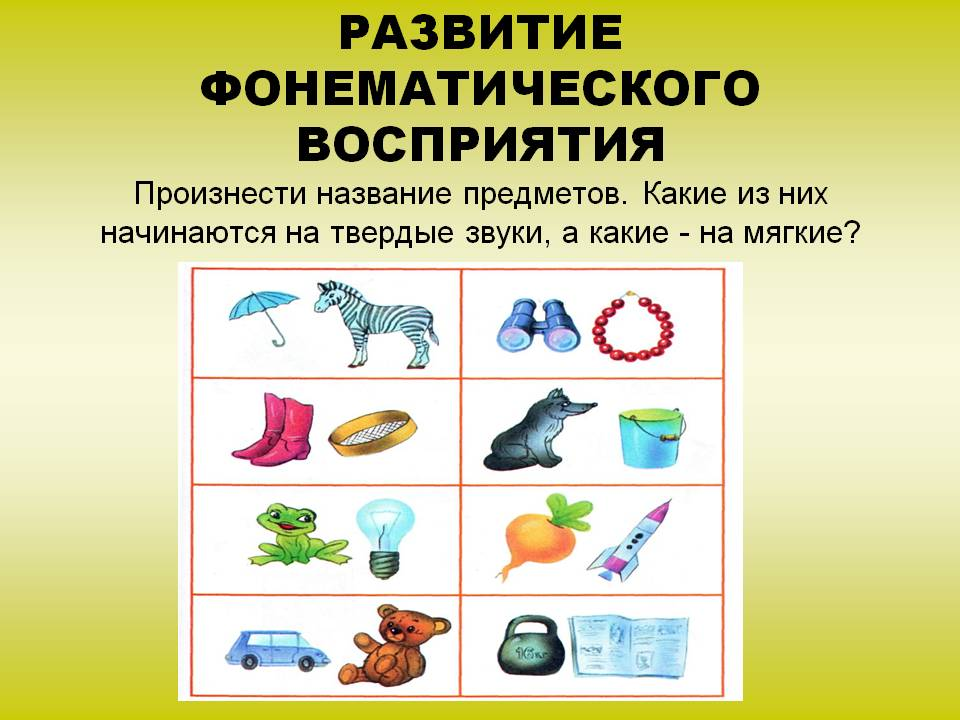 РАЗВИТИЕ
ФОНЕМАТИЧЕСКОГО
ВОСПРИЯТИЯ
Произнести название предметов. Какие из них
начинаются на твердые звуки, а какие - на мягкие?
16кг